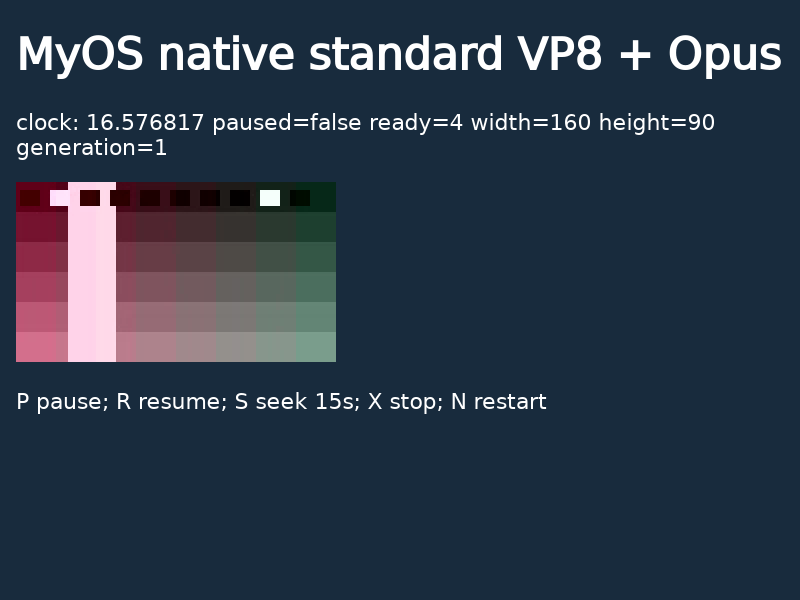 MyOS native standard VP8 + Opus
clock: 16.576817 paused=false ready=4 width=160 height=90
generation=1
P pause; R resume; S seek 15s; X stop; N restart